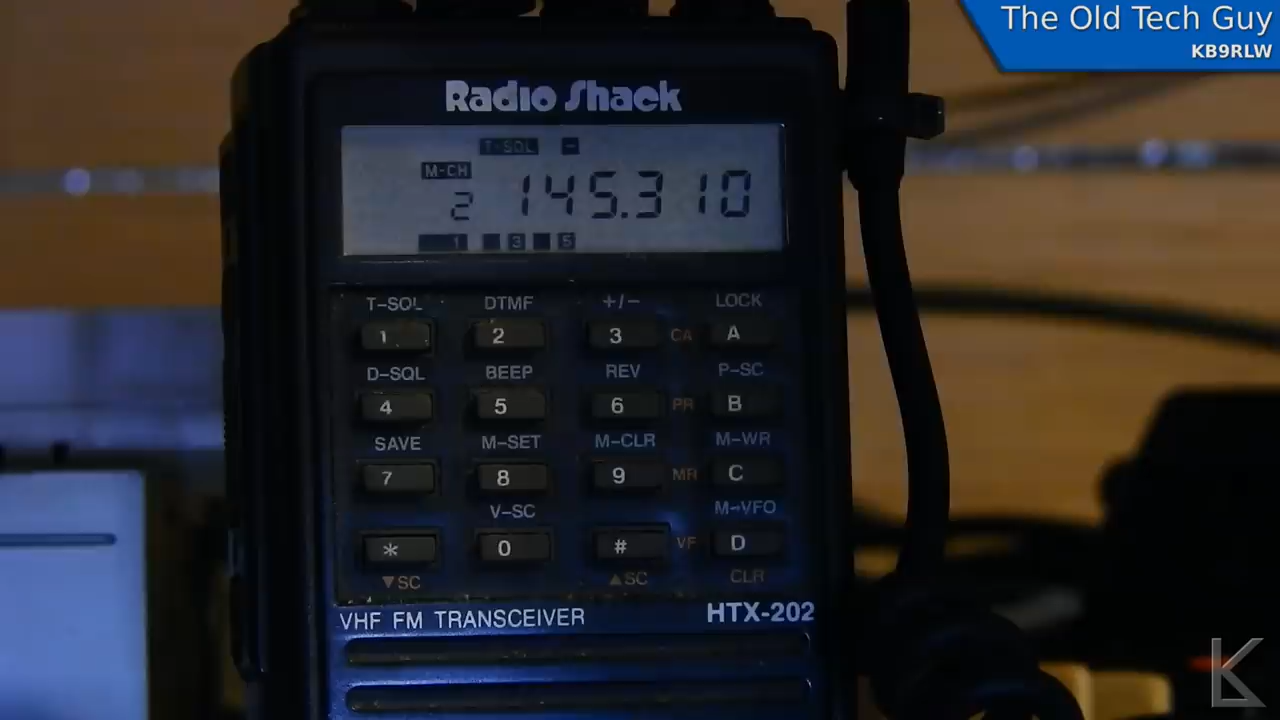 The Old Tech Guy
KB9RLW
Radio Shack
T-SQL –
M-CH
2 145.310
1 3 5
T-SQL DTMF +/− LOCK
1 2 3 CA A
D-SQL BEEP REV P-SC
4 5 6 PR B
SAVE M-SET M-CLR M-WR
7 8 9 MR C
V-SC M→VFO
* 0 # VF D
▼SC ▲SC CLR
VHF FM TRANSCEIVER HTX-202
K